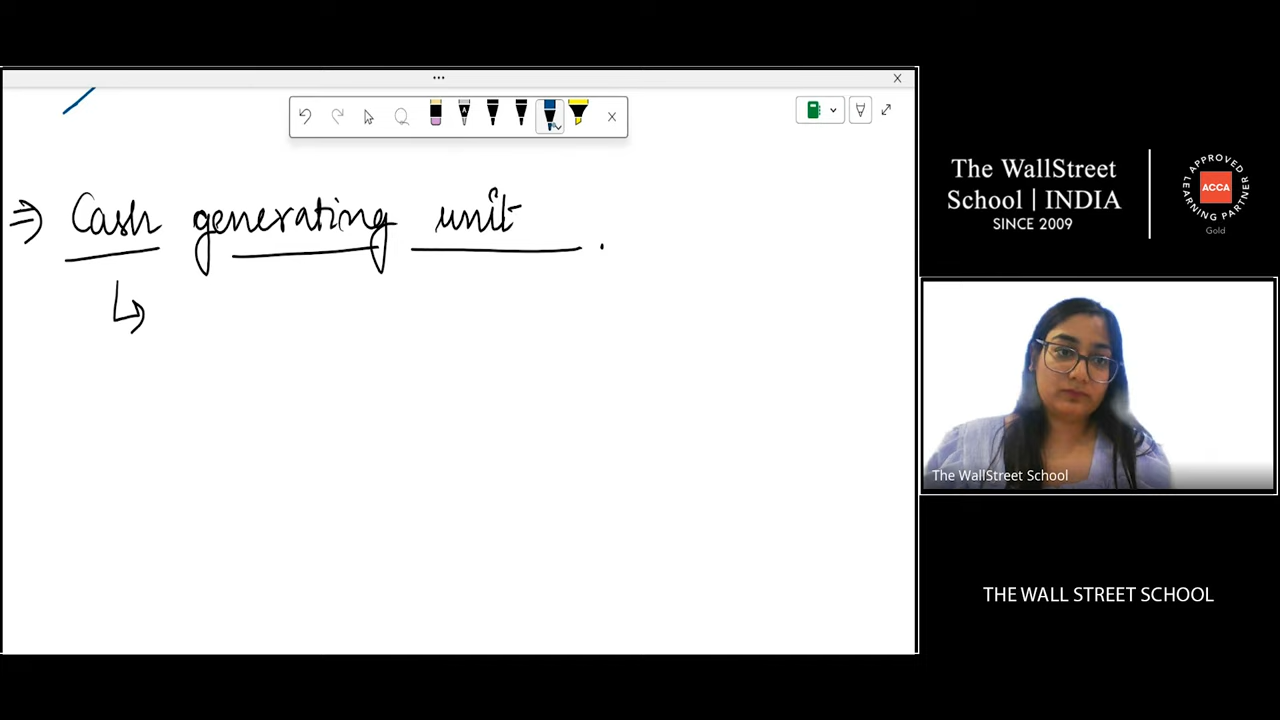 ⇒ Cash generating unit.
↳
The WallStreet
School | INDIA
SINCE 2009
APPROVED
ACCA
LEARNING PARTNER
Gold
The WallStreet School
THE WALL STREET SCHOOL